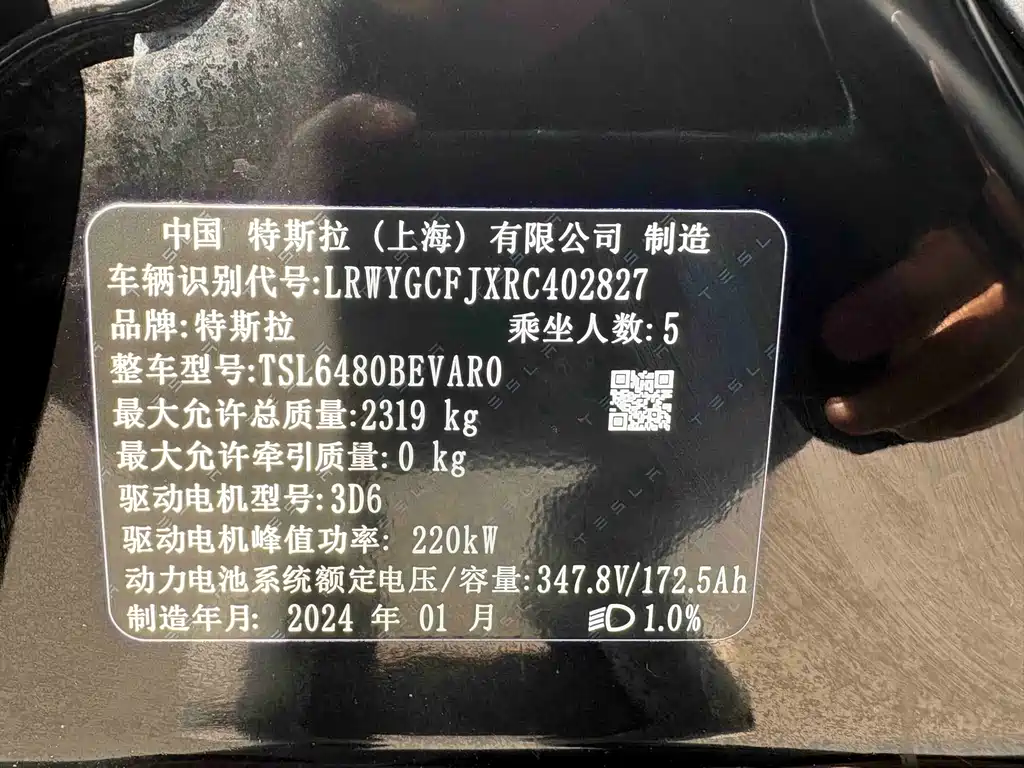 中国 特斯拉 (上海) 有限公司 制造
车辆识别代号:LRWYGCFJXRC402827
品牌:特斯拉 乘坐人数:5
整车型号:TSL6480BEVAR0
最大允许总质量:2319 kg
最大允许牵引质量:0 kg
驱动电机型号:3D6
驱动电机峰值功率: 220kW
动力电池系统额定电压/容量:347.8V/172.5Ah
制造年月: 2024 年 01 月 1.0%
TESLA